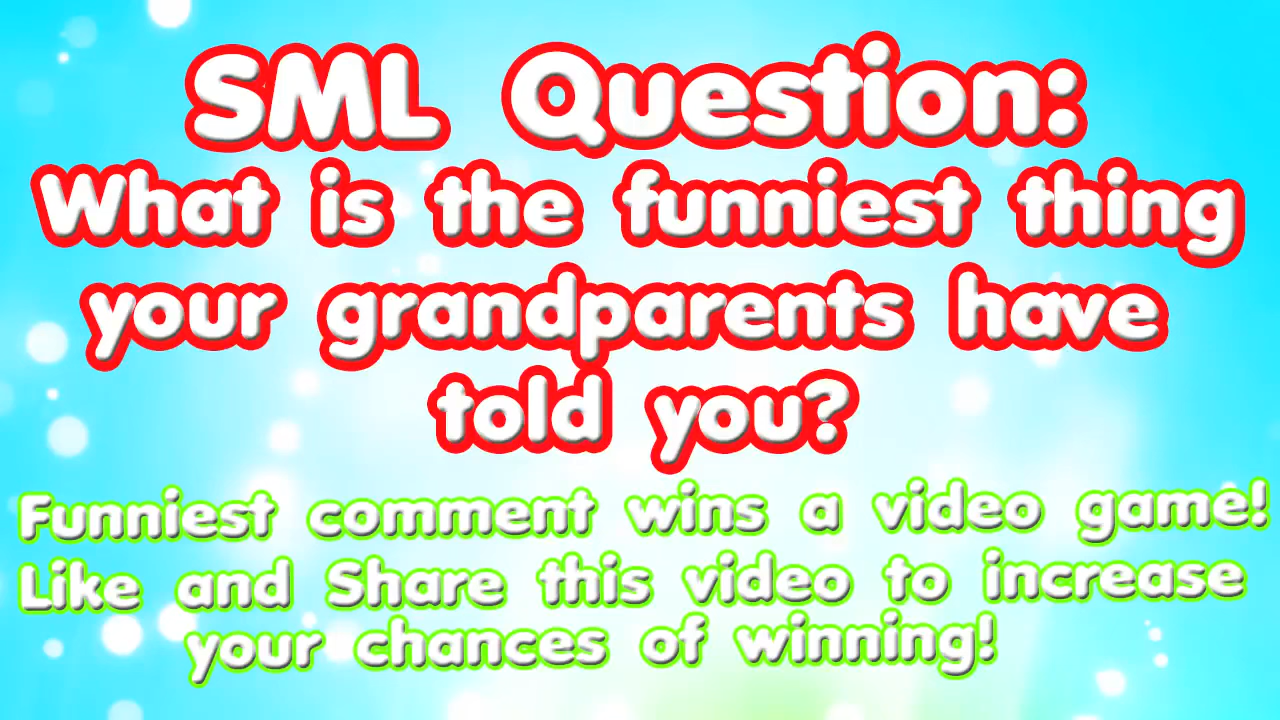 SML Question:
What is the funniest thing
your grandparents have
told you?
Funniest comment wins a video game!
Like and Share this video to increase
your chances of winning!